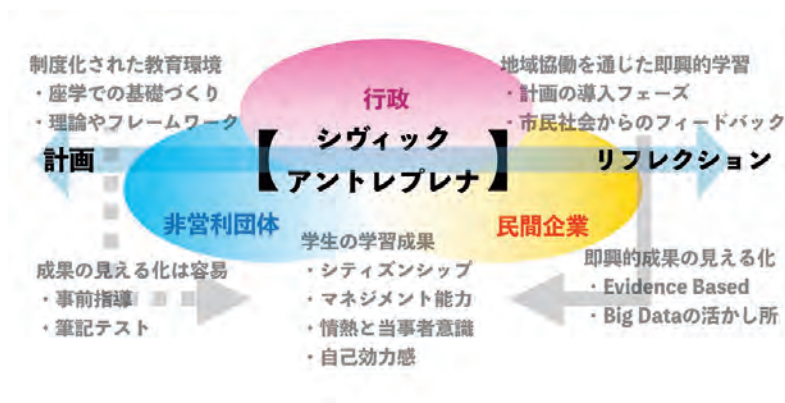 制度化された教育環境
・座学での基礎づくり
・理論やフレームワーク
地域協働を通じた即興的学習
・計画の導入フェーズ
・市民社会からのフィードバック
行政
計画
【シヴィック
アントレプレナ】
リフレクション
非営利団体
民間企業
成果の見える化は容易
・事前指導
・筆記テスト
学生の学習成果
・シティズンシップ
・マネジメント能力
・情熱と当事者意識
・自己効力感
即興的成果の見える化
・Evidence Based
・Big Dataの活かし所